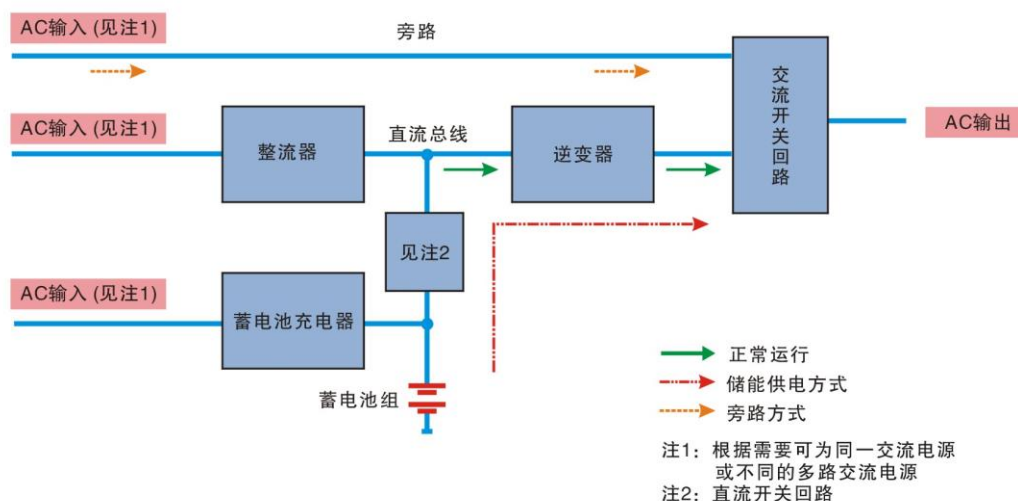 AC输入 (见注1)
旁路
交流开关回路
AC输入 (见注1)
整流器
直流总线
逆变器
AC输出
见注2
AC输入 (见注1)
蓄电池充电器
蓄电池组
正常运行
储能供电方式
旁路方式
注1：根据需要可为同一交流电源
或不同的多路交流电源
注2：直流开关回路